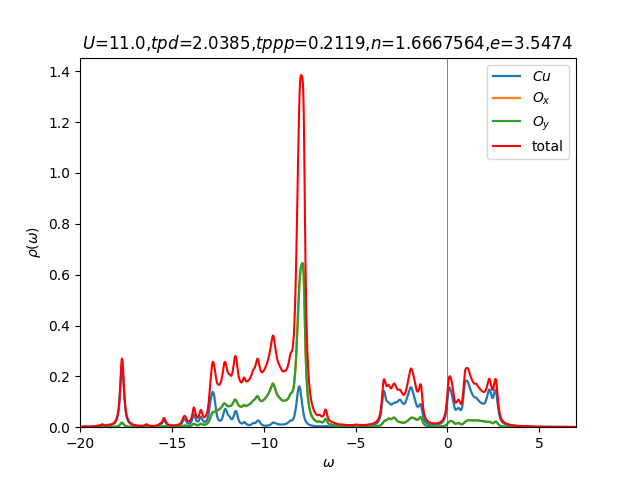 U=11.0,tpd=2.0385,tppp=0.2119,n=1.6667564,e=3.5474
1.4
1.2
1.0
0.8
0.6
0.4
0.2
0.0
ρ(ω)
Cu
Oₓ
O_y
total
−20
−15
−10
−5
0
5
ω